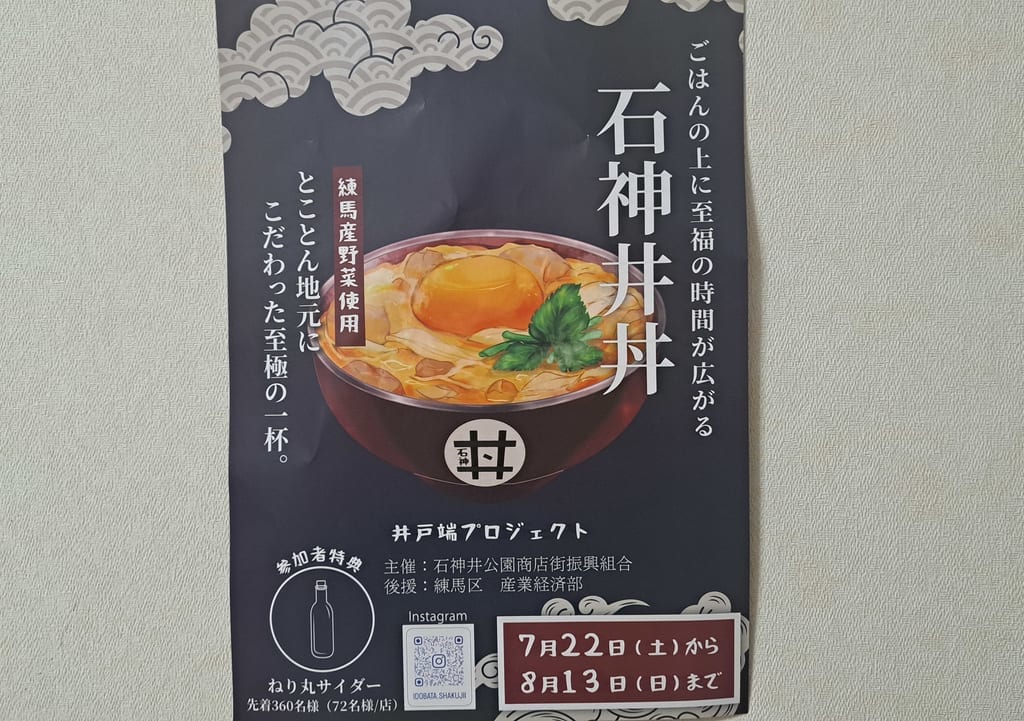 ごはんの上に至福の時間が広がる
石神井丼
練馬産野菜使用
とことん地元に
こだわった至極の一杯。
石神
丼
井戸端プロジェクト
主催：石神井公園商店街振興組合
後援：練馬区　産業経済部
参加者特典
ねり丸サイダー
先着360名様（72名様/店）
Instagram
IDOBATA.SHAKUJII
7月22日(土)から
8月13日(日)まで